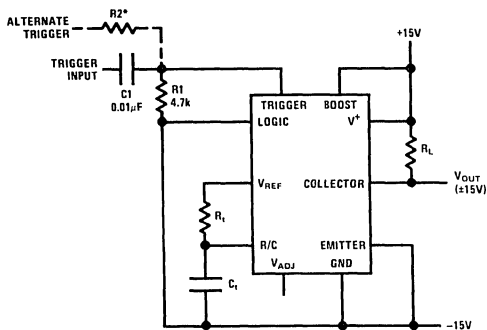 ALTERNATE
TRIGGER
R2*
+15V
TRIGGER
INPUT
C1
0.01µF
R1
4.7k
TRIGGER
BOOST
LOGIC
V+
RL
VREF
COLLECTOR
VOUT
(±15V)
Rt
R/C
EMITTER
VADJ
GND
Ct
−15V